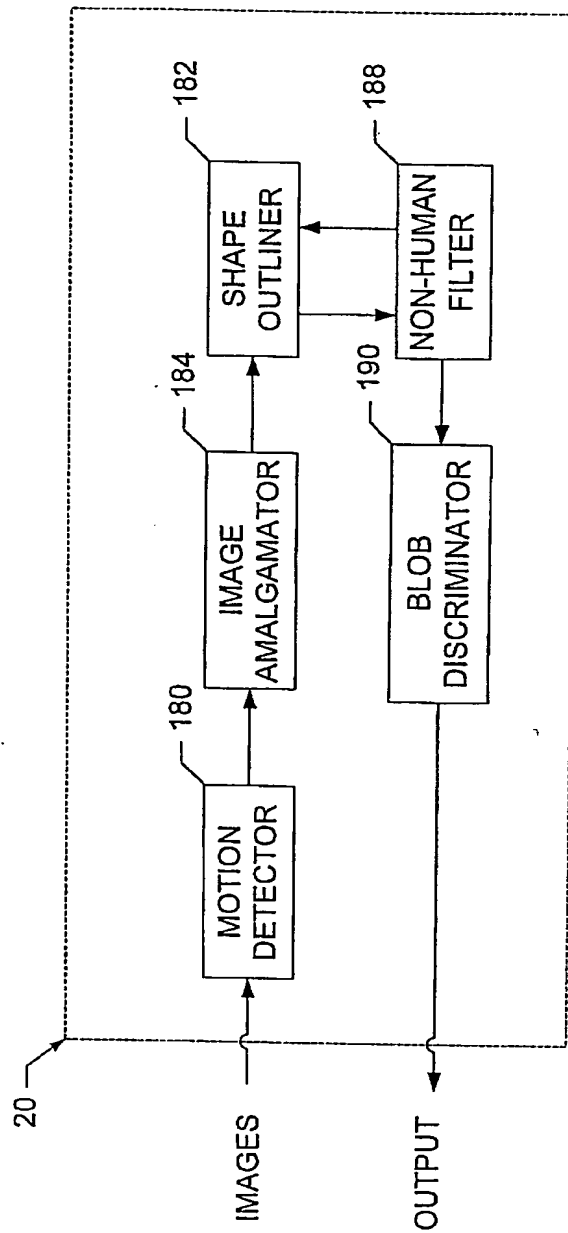 20
IMAGES
180
MOTION
DETECTOR
184
IMAGE
AMALGAMATOR
182
SHAPE
OUTLINER
188
NON-HUMAN
FILTER
190
BLOB
DISCRIMINATOR
OUTPUT